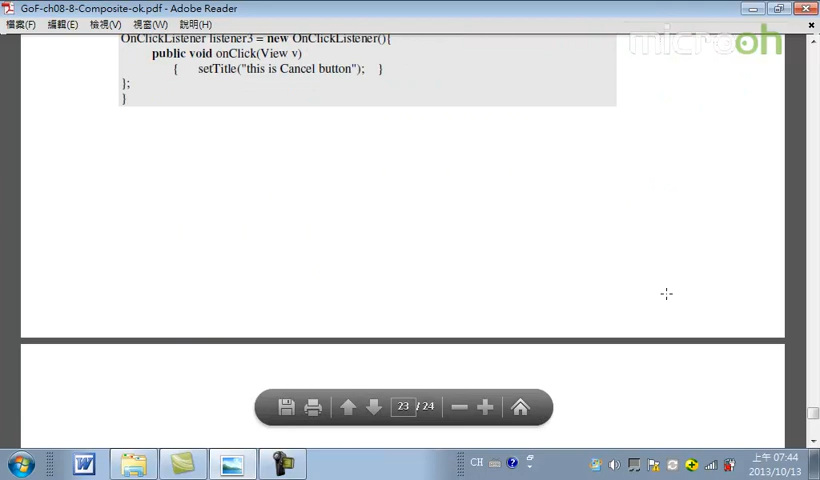 GoF-ch08-8-Composite-ok.pdf - Adobe Reader
檔案(F) 編輯(E) 檢視(V) 視窗(W) 說明(H)
microoh
OnClickListener listener3 = new OnClickListener(){
public void onClick(View v)
{ setTitle("this is Cancel button"); }
};
}
23 / 24
CH
上午 07:44
2013/10/13